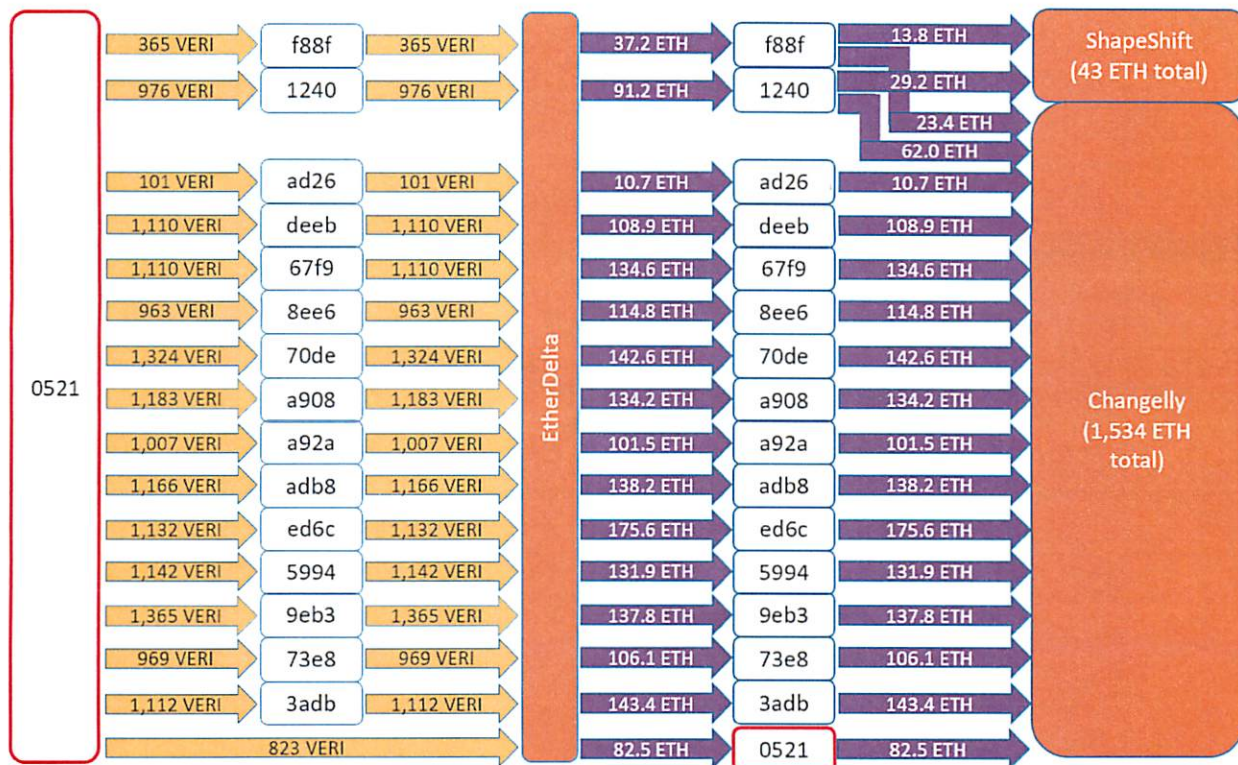 0521
365 VERI
f88f
365 VERI
37.2 ETH
f88f
13.8 ETH
ShapeShift
(43 ETH total)
976 VERI
1240
976 VERI
91.2 ETH
1240
29.2 ETH
23.4 ETH
62.0 ETH
EtherDelta
Changelly
(1,534 ETH
total)
101 VERI
ad26
101 VERI
10.7 ETH
ad26
10.7 ETH
1,110 VERI
deeb
1,110 VERI
108.9 ETH
deeb
108.9 ETH
1,110 VERI
67f9
1,110 VERI
134.6 ETH
67f9
134.6 ETH
963 VERI
8ee6
963 VERI
114.8 ETH
8ee6
114.8 ETH
1,324 VERI
70de
1,324 VERI
142.6 ETH
70de
142.6 ETH
1,183 VERI
a908
1,183 VERI
134.2 ETH
a908
134.2 ETH
1,007 VERI
a92a
1,007 VERI
101.5 ETH
a92a
101.5 ETH
1,166 VERI
adb8
1,166 VERI
138.2 ETH
adb8
138.2 ETH
1,132 VERI
ed6c
1,132 VERI
175.6 ETH
ed6c
175.6 ETH
1,142 VERI
5994
1,142 VERI
131.9 ETH
5994
131.9 ETH
1,365 VERI
9eb3
1,365 VERI
137.8 ETH
9eb3
137.8 ETH
969 VERI
73e8
969 VERI
106.1 ETH
73e8
106.1 ETH
1,112 VERI
3adb
1,112 VERI
143.4 ETH
3adb
143.4 ETH
823 VERI
82.5 ETH
0521
82.5 ETH